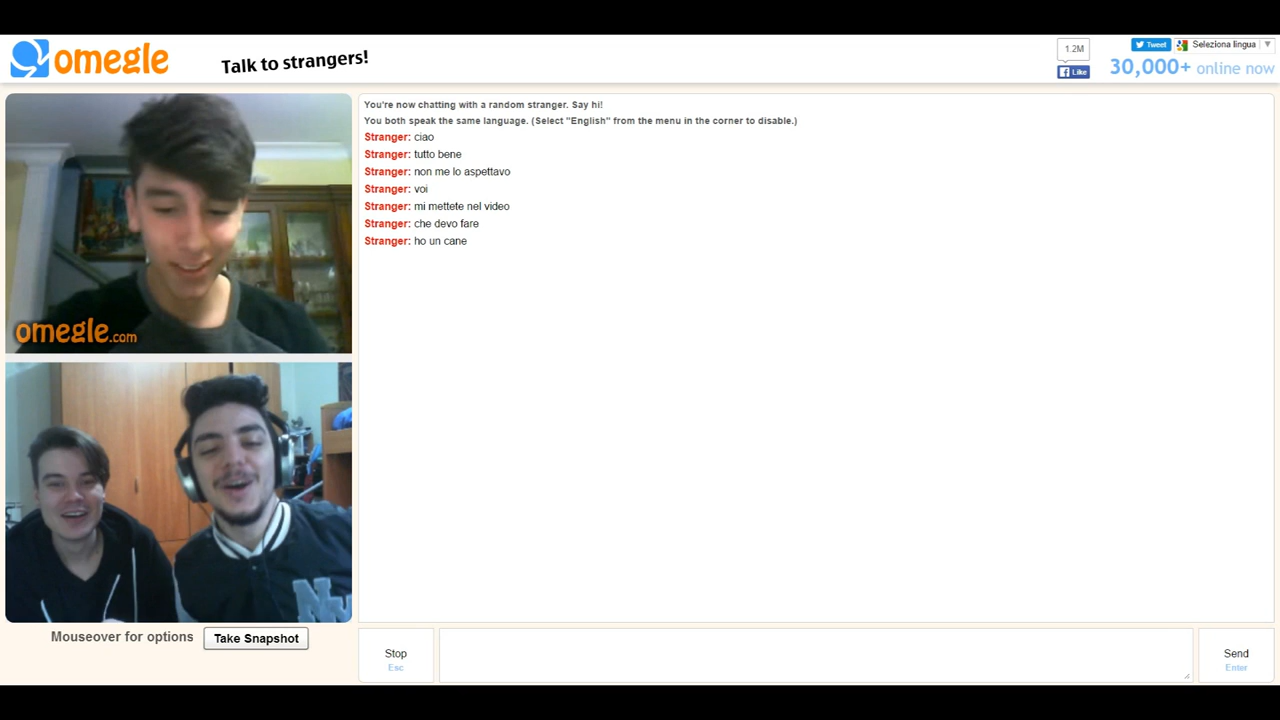 omegle
Talk to strangers!
1.2M
Like
Tweet
Seleziona lingua ▼
30,000+ online now
omegle.com
You're now chatting with a random stranger. Say hi!
You both speak the same language. (Select "English" from the menu in the corner to disable.)
Stranger: ciao
Stranger: tutto bene
Stranger: non me lo aspettavo
Stranger: voi
Stranger: mi mettete nel video
Stranger: che devo fare
Stranger: ho un cane
Mouseover for options
Take Snapshot
Stop
Esc
Send
Enter